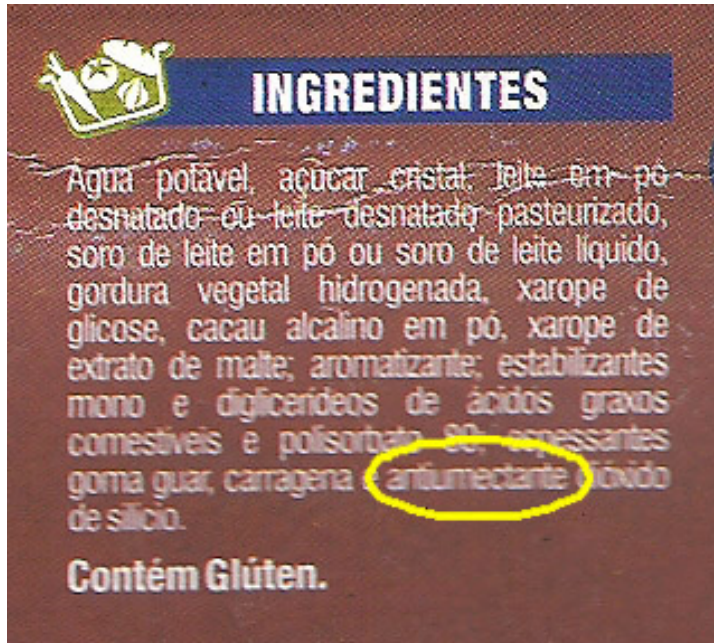 INGREDIENTES
Água potável, açúcar cristal, leite em pó
desnatado ou leite desnatado pasteurizado,
soro de leite em pó ou soro de leite líquido,
gordura vegetal hidrogenada, xarope de
glicose, cacau alcalino em pó, xarope de
extrato de malte; aromatizante; estabilizantes
mono e diglicerídeos de ácidos graxos
comestíveis e polisorbato 80; espessantes
goma guar, carragena e antiumectante dióxido
de silício.
Contém Glúten.